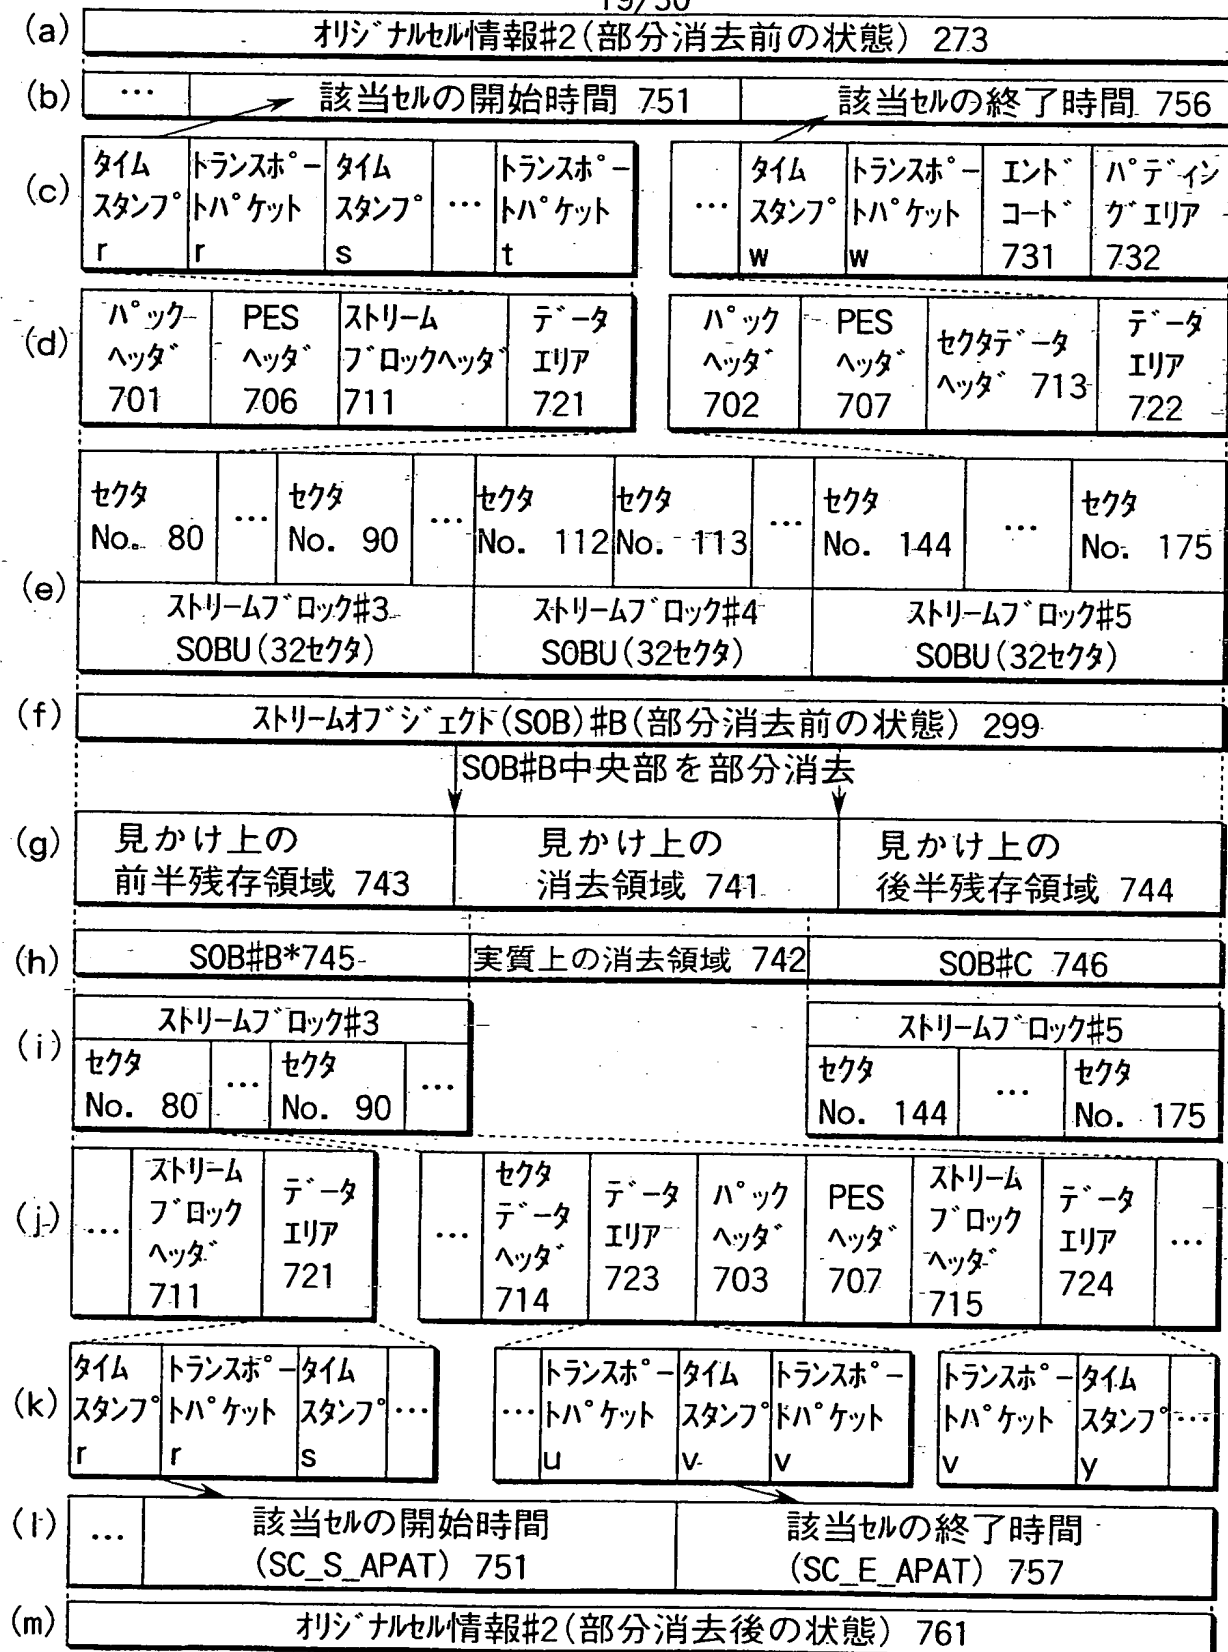 19/30
(a) オリジナルセル情報#2(部分消去前の状態) 273
(b) … 該当セルの開始時間 751 該当セルの終了時間 756
(c)
タイムスタンプ r
トランスポートパケット r
タイムスタンプ s
…
トランスポートパケット t
…
タイムスタンプ w
トランスポートパケット w
エンドコード 731
パディングエリア 732
(d)
パックヘッダ 701
PESヘッダ 706
ストリームブロックヘッダ 711
データエリア 721
パックヘッダ 702
PESヘッダ 707
セクタデータヘッダ 713
データエリア 722
(e)
セクタ No. 80
…
セクタ No. 90
…
セクタ No. 112
セクタ No. 113
…
セクタ No. 144
…
セクタ No. 175
ストリームブロック#3
SOBU(32セクタ)
ストリームブロック#4
SOBU(32セクタ)
ストリームブロック#5
SOBU(32セクタ)
(f) ストリームオブジェクト(SOB)#B(部分消去前の状態) 299
SOB#B中央部を部分消去
(g)
見かけ上の
前半残存領域 743
見かけ上の
消去領域 741
見かけ上の
後半残存領域 744
(h) SOB#B*745 実質上の消去領域 742 SOB#C 746
(i)
ストリームブロック#3
セクタ No. 80
…
セクタ No. 90
…
ストリームブロック#5
セクタ No. 144
…
セクタ No. 175
(j)
…
ストリームブロックヘッダ 711
データエリア 721
…
セクタデータヘッダ 714
データエリア 723
パックヘッダ 703
PESヘッダ 707
ストリームブロックヘッダ 715
データエリア 724
…
(k)
タイムスタンプ r
トランスポートパケット r
タイムスタンプ s
…
…
トランスポートパケット u
タイムスタンプ v
トランスポートパケット v
トランスポートパケット v
タイムスタンプ y
…
(l)
…
該当セルの開始時間
(SC_S_APAT) 751
該当セルの終了時間
(SC_E_APAT) 757
(m) オリジナルセル情報#2(部分消去後の状態) 761